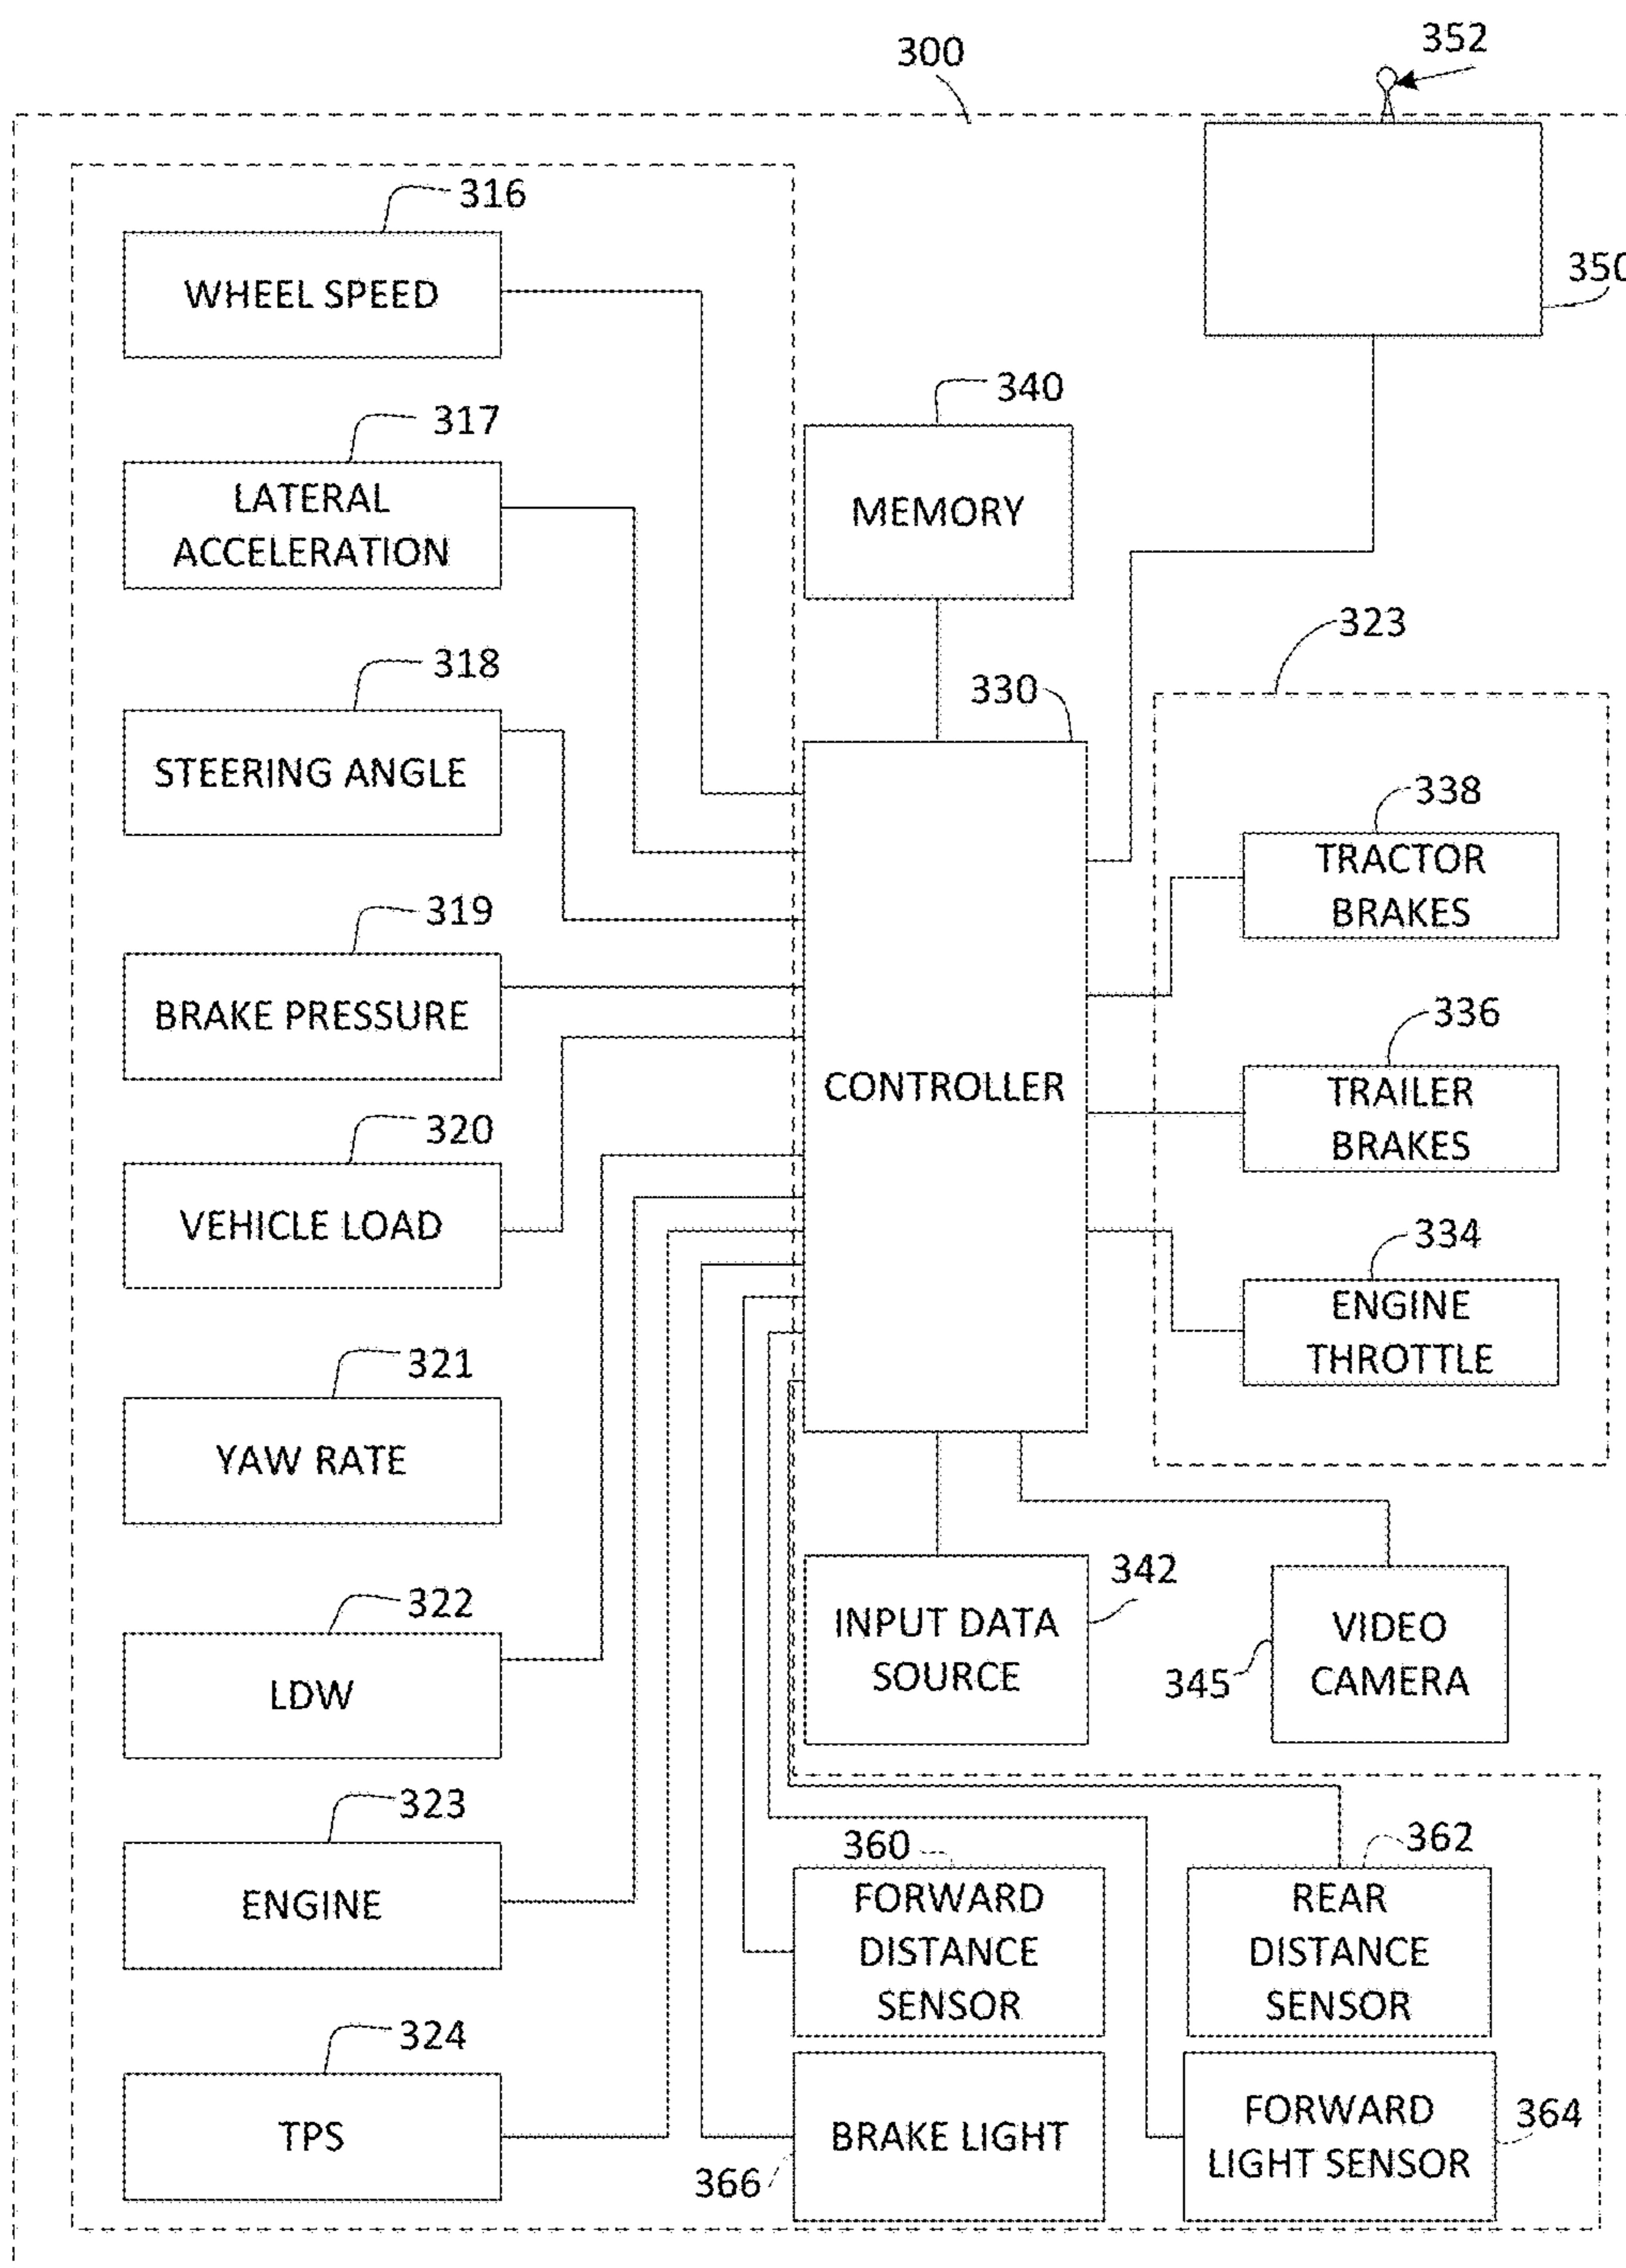 352
300
316
WHEEL SPEED
350
317
LATERAL
ACCELERATION
340
MEMORY
318
STEERING ANGLE
323
330
319
BRAKE PRESSURE
338
TRACTOR
BRAKES
CONTROLLER
336
TRAILER
BRAKES
320
VEHICLE LOAD
334
ENGINE
THROTTLE
321
YAW RATE
342
INPUT DATA
SOURCE
345
VIDEO
CAMERA
322
LDW
323
ENGINE
360
FORWARD
DISTANCE
SENSOR
362
REAR
DISTANCE
SENSOR
324
TPS
366
BRAKE LIGHT
FORWARD
LIGHT SENSOR
364